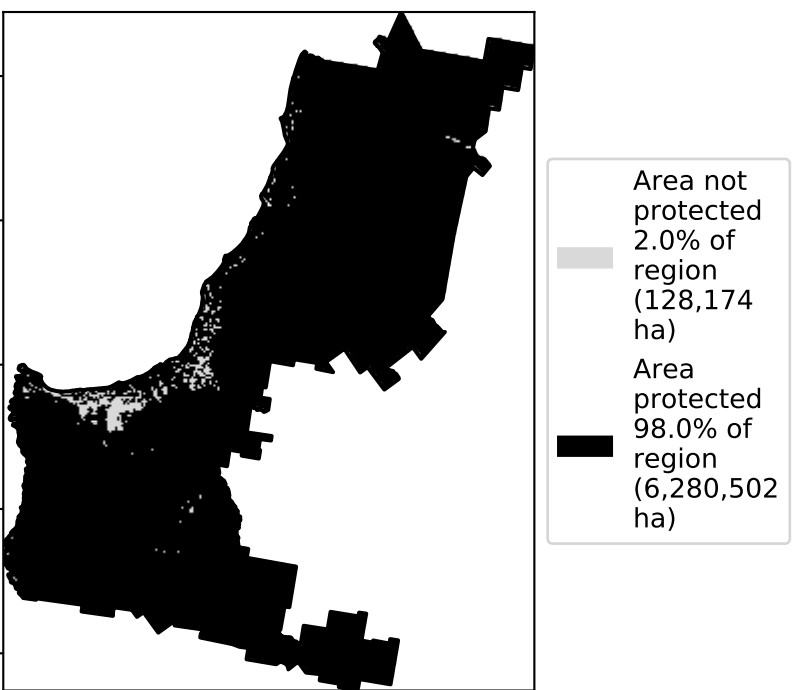 Area not
protected
2.0% of
region
(128,174
ha)
Area
protected
98.0% of
region
(6,280,502
ha)